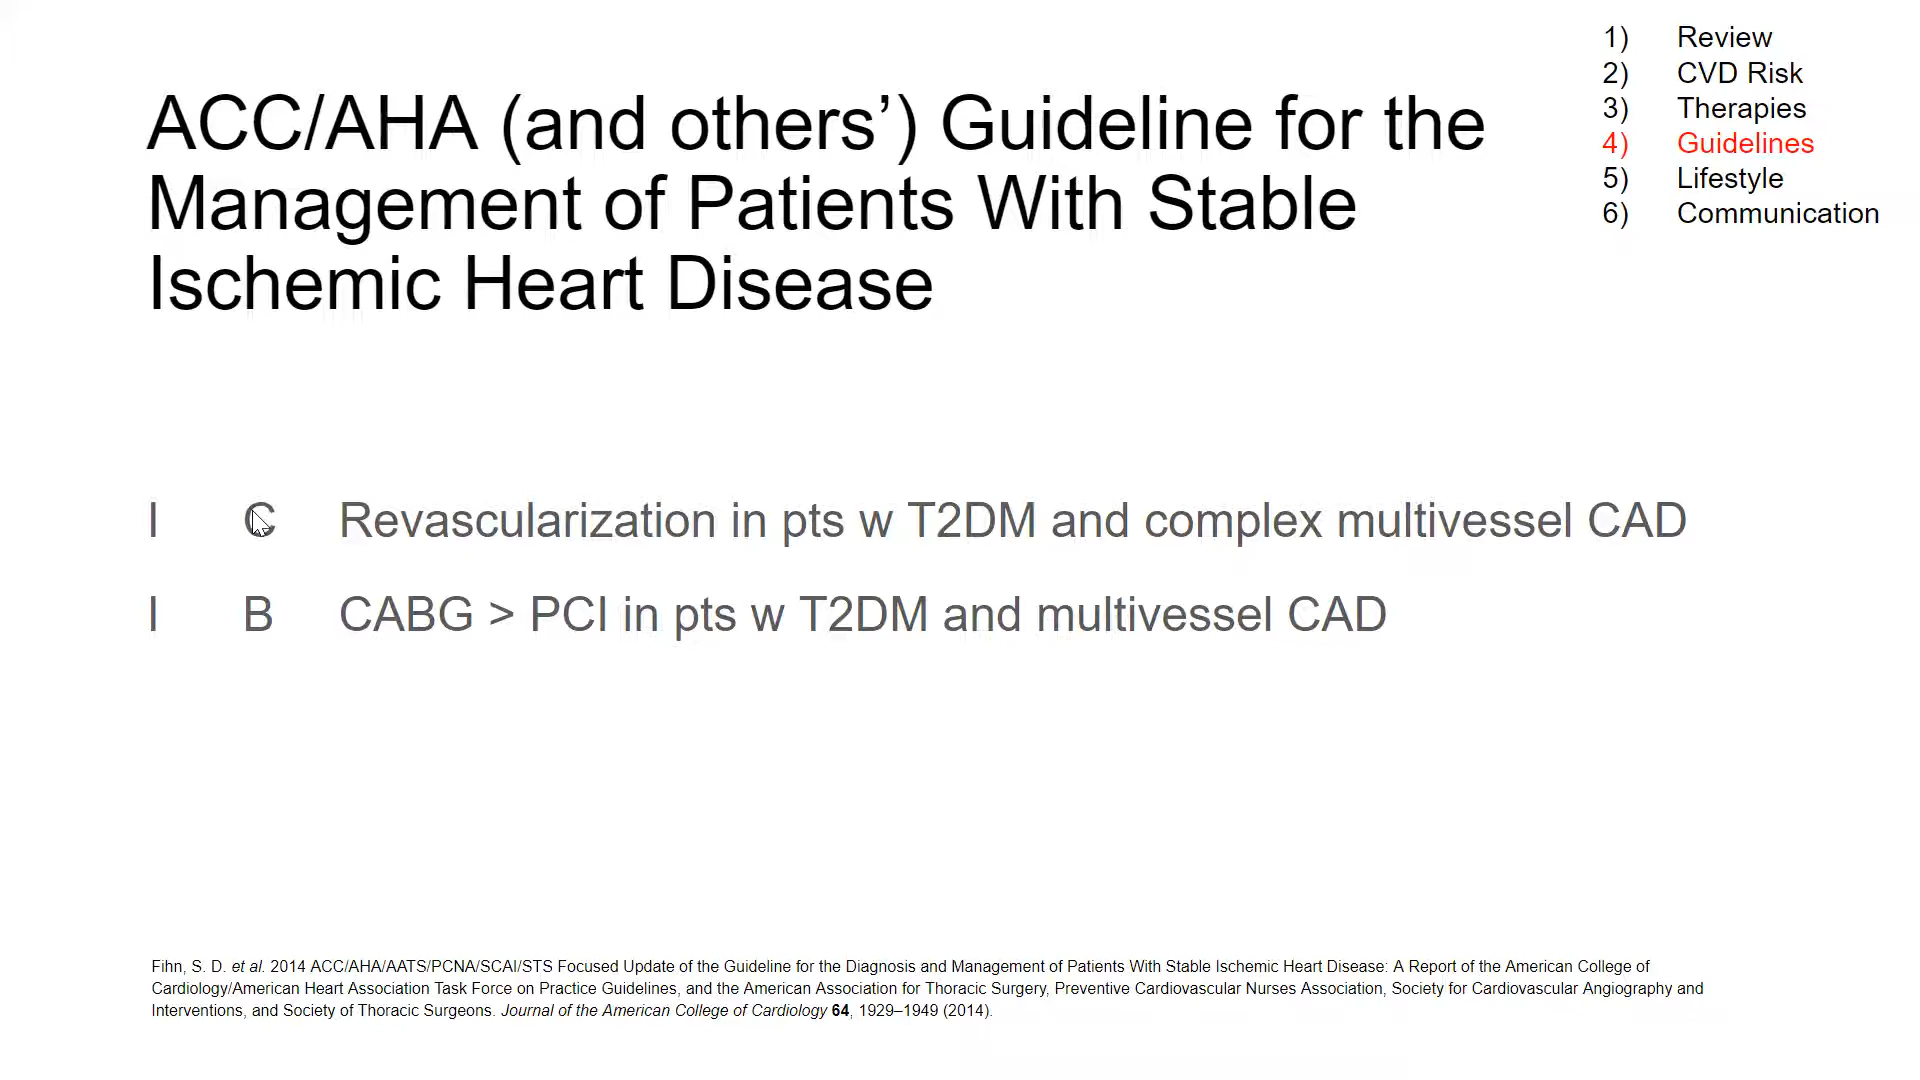 ACC/AHA (and others’) Guideline for the
Management of Patients With Stable
Ischemic Heart Disease
1) Review
2) CVD Risk
3) Therapies
4) Guidelines
5) Lifestyle
6) Communication
I C Revascularization in pts w T2DM and complex multivessel CAD
I B CABG > PCI in pts w T2DM and multivessel CAD
Fihn, S. D. et al. 2014 ACC/AHA/AATS/PCNA/SCAI/STS Focused Update of the Guideline for the Diagnosis and Management of Patients With Stable Ischemic Heart Disease: A Report of the American College of
Cardiology/American Heart Association Task Force on Practice Guidelines, and the American Association for Thoracic Surgery, Preventive Cardiovascular Nurses Association, Society for Cardiovascular Angiography and
Interventions, and Society of Thoracic Surgeons. Journal of the American College of Cardiology 64, 1929–1949 (2014).